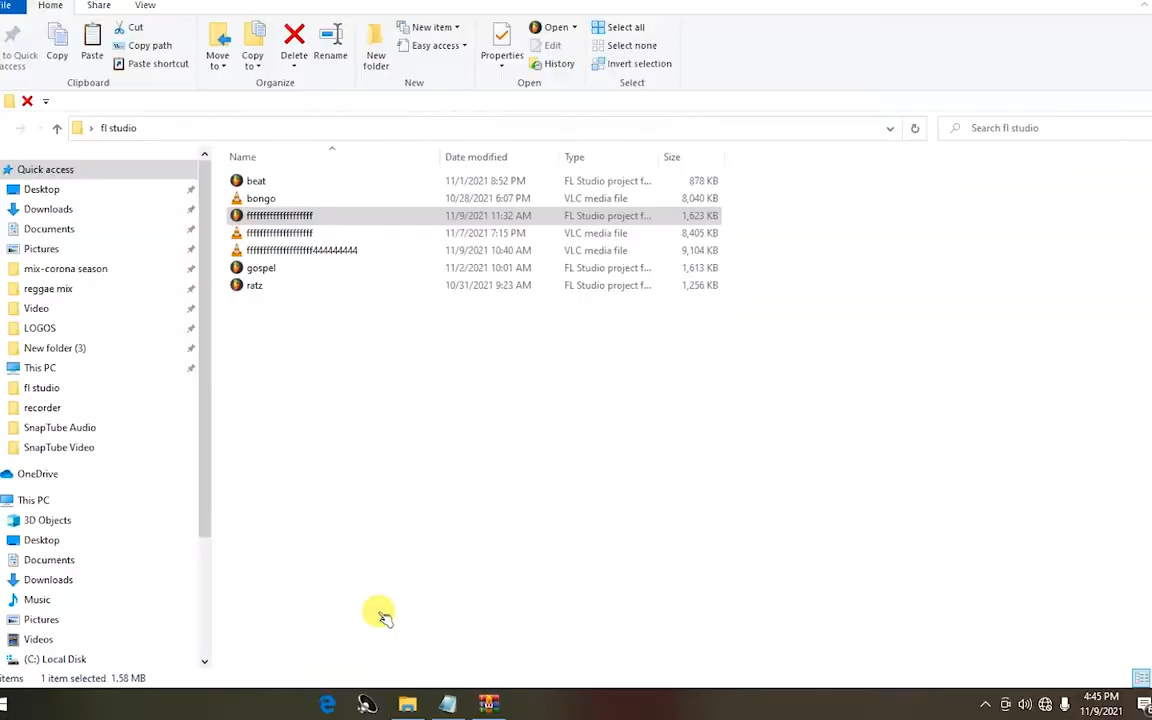 File Home Share View
Cut
Copy path
Paste shortcut
to Quick access Copy Paste
Clipboard
Move to Copy to Delete Rename
Organize
New folder
New item
Easy access
New
Properties
Open
Edit
History
Open
Select all
Select none
Invert selection
Select
fl studio
Search fl studio
Name Date modified Type Size
beat 11/1/2021 8:52 PM FL Studio project f... 878 KB
bongo 10/28/2021 6:07 PM VLC media file 8,040 KB
ffffffffffffffffffff 11/9/2021 11:32 AM FL Studio project f... 1,623 KB
ffffffffffffffffffff 11/7/2021 7:15 PM VLC media file 8,405 KB
ffffffffffffffffffff444444444 11/9/2021 10:40 AM VLC media file 9,104 KB
gospel 11/2/2021 10:01 AM FL Studio project f... 1,613 KB
ratz 10/31/2021 9:23 AM FL Studio project f... 1,256 KB
Quick access
Desktop
Downloads
Documents
Pictures
mix-corona season
reggae mix
Video
LOGOS
New folder (3)
This PC
fl studio
recorder
SnapTube Audio
SnapTube Video
OneDrive
This PC
3D Objects
Desktop
Documents
Downloads
Music
Pictures
Videos
(C:) Local Disk
items 1 item selected 1.58 MB
4:45 PM
11/9/2021